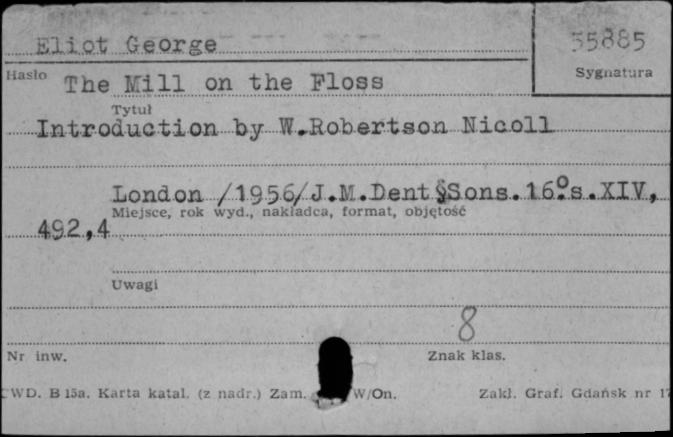 Eliot George
55885
Hasło
Sygnatura
The Mill on the Floss
Tytuł
Introduction by W.Robertson Nicoll
London /1956/J.M.Dent §Sons.16°s.XIV,
Miejsce, rok wyd., nakładca, format, objętość
492,4
Uwagi
8
Nr inw.
Znak klas.
CWD. B 15a. Karta katal. (z nadr.) Zam. W/On.
Zakł. Graf. Gdańsk nr